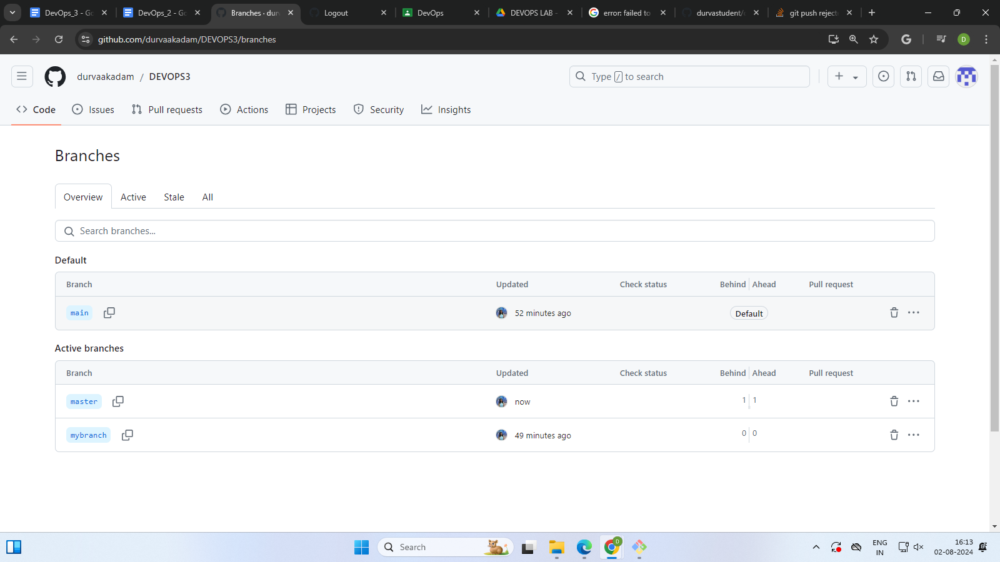 DevOps_3 - Go
DevOps_2 - Go
Branches · dur
Logout
DevOps
DEVOPS LAB -
error: failed to
durvastudent/
git push reject
github.com/durvaakadam/DEVOPS3/branches
D
durvaakadam / DEVOPS3
Type / to search
Code
Issues
Pull requests
Actions
Projects
Security
Insights
Branches
Overview
Active
Stale
All
Search branches...
Default
Branch Updated Check status Behind Ahead Pull request
main 52 minutes ago Default
Active branches
Branch Updated Check status Behind Ahead Pull request
master now 1 1
mybranch 49 minutes ago 0 0
Search
D
ENG
IN
16:13
02-08-2024